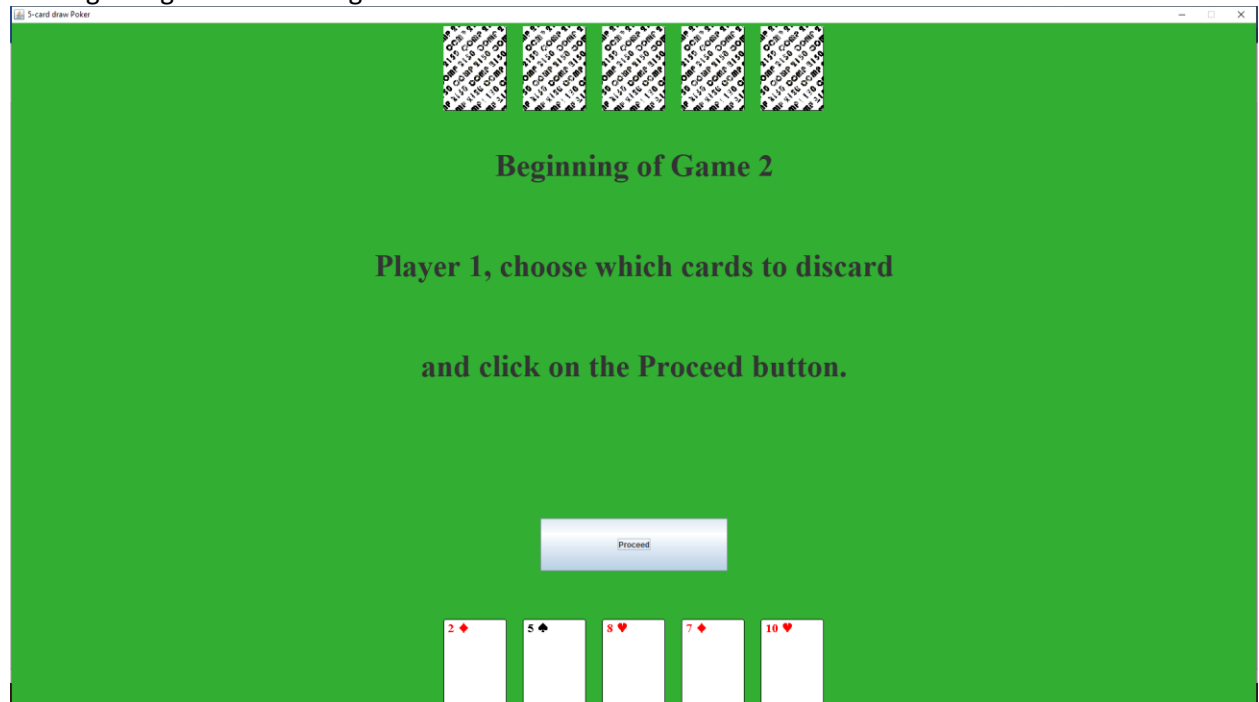 5-card draw Poker
Beginning of Game 2
Player 1, choose which cards to discard
and click on the Proceed button.
Proceed
2 ♦ 5 ♠ 8 ♥ 7 ♦ 10 ♥